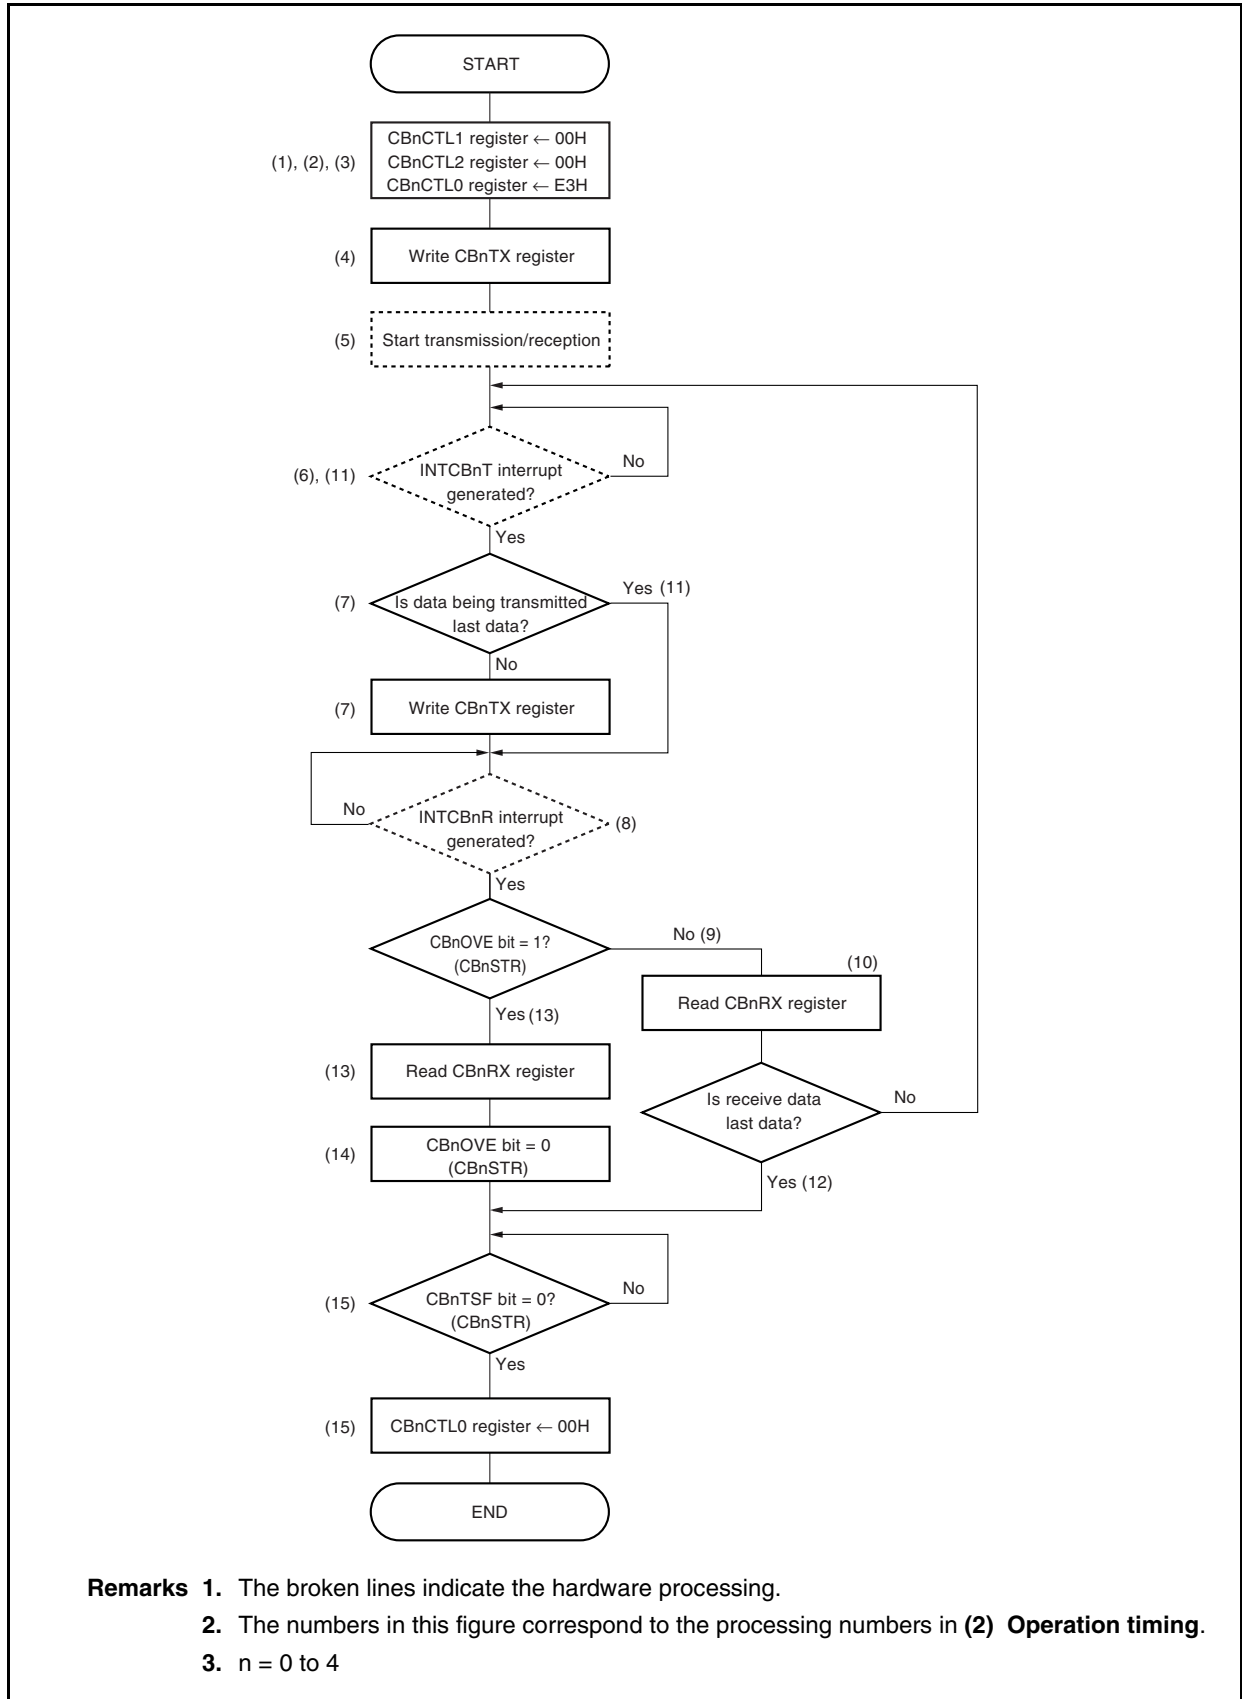 START
CBnCTL1 register ← 00H
(1), (2), (3) CBnCTL2 register ← 00H
CBnCTL0 register ← E3H
(4) Write CBnTX register
(5) Start transmission/reception
No
(6), (11) INTCBnT interrupt
generated?
Yes
Yes (11)
(7) Is data being transmitted
last data?
No
(7) Write CBnTX register
No INTCBnR interrupt (8)
generated?
Yes
No (9)
CBnOVE bit = 1?
(CBnSTR)
(10)
Read CBnRX register
Yes (13)
(13) Read CBnRX register
Is receive data No
last data?
(14) CBnOVE bit = 0
(CBnSTR)
Yes (12)
No
(15) CBnTSF bit = 0?
(CBnSTR)
Yes
(15) CBnCTL0 register ← 00H
END
Remarks 1. The broken lines indicate the hardware processing.
2. The numbers in this figure correspond to the processing numbers in (2) Operation timing.
3. n = 0 to 4